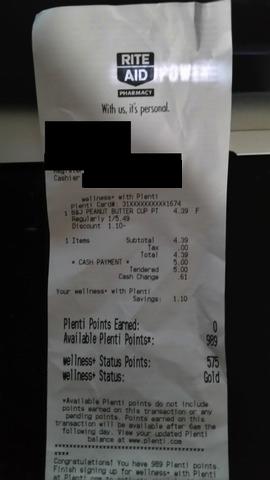 RITE
AID
PHARMACY
With us, it's personal.
Register
Cashier
wellness+ with Plenti
Plenti Card#: 31XXXXXXXXXX1674
1 B&J PEANUT BUTTER CUP PT 4.39 F
Regularly 1/5.49
Discount 1.10-
1 Items Subtotal 4.39
Tax .00
Total 4.39
* CASH PAYMENT * 5.00
Tendered 5.00
Cash Change .61
Your wellness+ with Plenti
Savings: 1.10
Plenti Points Earned: 0
Available Plenti Points*: 989
wellness+ Status Points: 575
wellness+ Status: Gold
*Available Plenti points do not include
points earned on this transaction or any
pending points. Points earned on this
transaction will be available after 6am the
following day. View your updated Plenti
balance at www.plenti.com
Congratulations! You have 989 Plenti points.
Finish signing up for wellness+ with Plenti